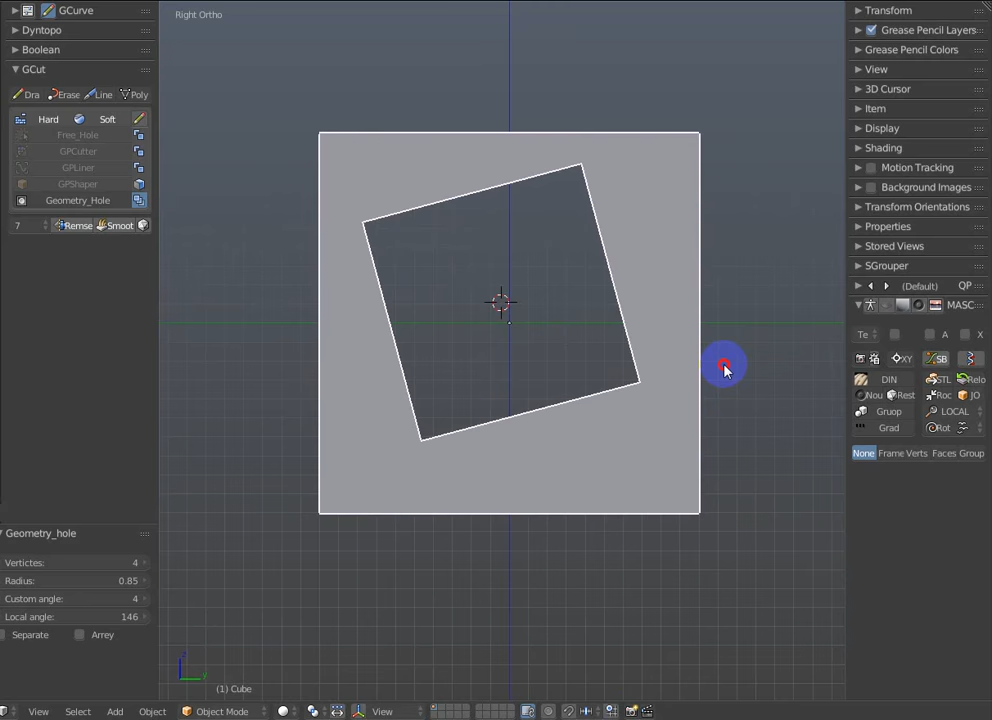 GCurve
Dyntopo
Boolean
GCut
Dra Erase Line Poly
Hard Soft
Free_Hole
GPCutter
GPLiner
GPShaper
Geometry_Hole
7 Remse Smoot
Geometry_hole
Vertictes: 4
Radius: 0.85
Custom angle: 4
Local angle: 146
Separate Arrey
Right Ortho
z
y
(1) Cube
View Select Add Object Object Mode View
Transform
Grease Pencil Layers
Grease Pencil Colors
View
3D Cursor
Item
Display
Shading
Motion Tracking
Background Images
Transform Orientations
Properties
Stored Views
SGrouper
(Default) QP
MASC
Te A X
XY SB
DIN STL Relo
Nou Rest Roc JO
Gruop LOCAL
Grad Rot
None Frame Verts Faces Group